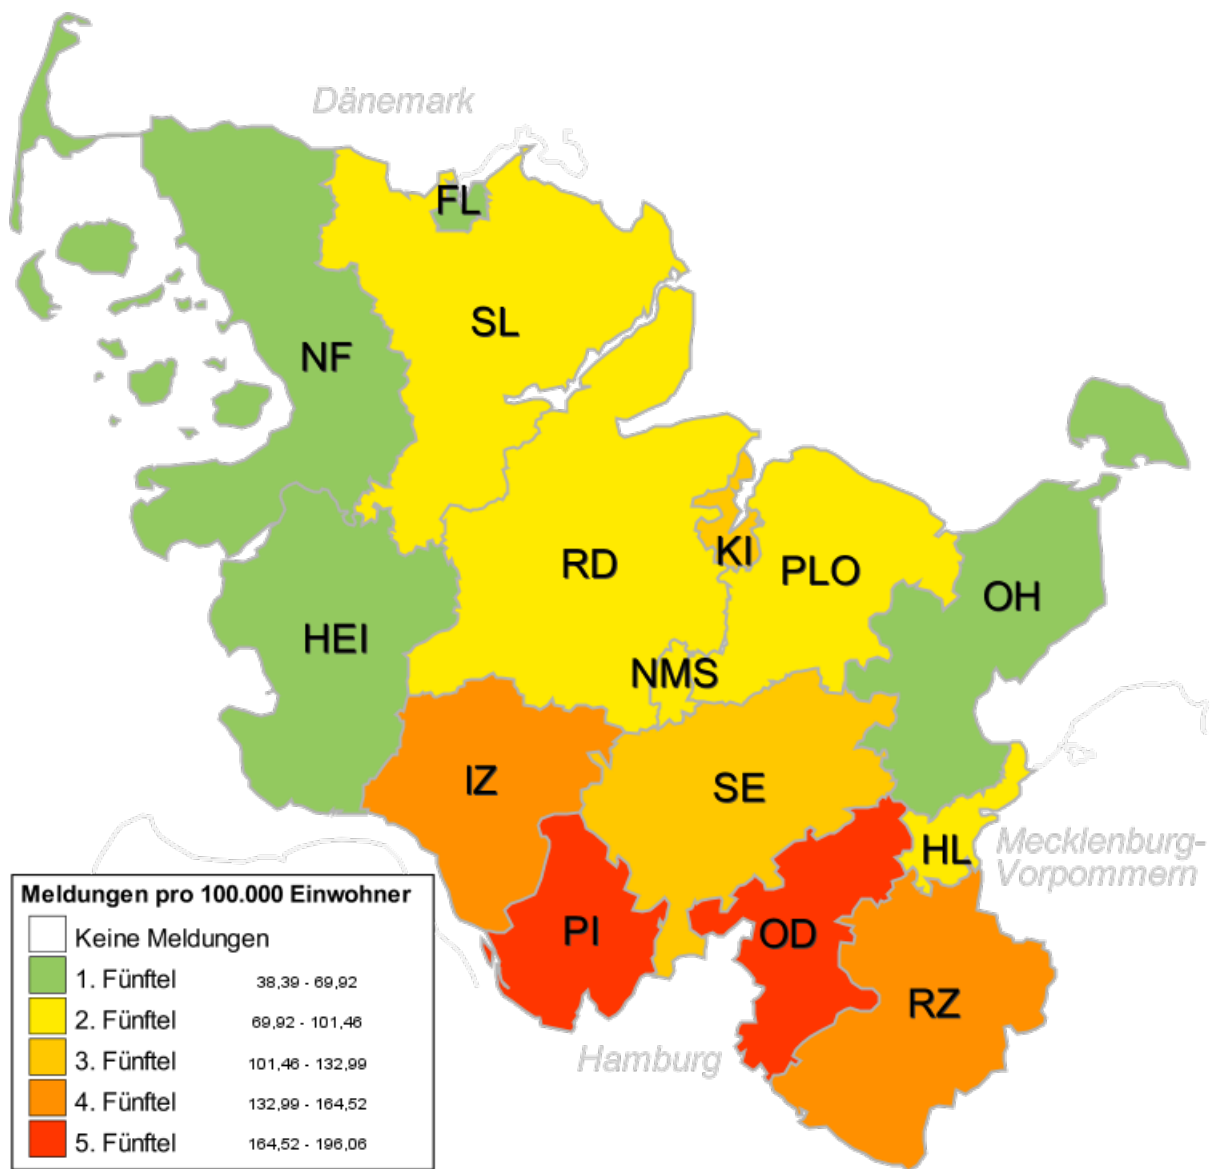 Dänemark
FL
SL
NF
RD
KI
PLO
OH
HEI
NMS
IZ
SE
HL
Mecklenburg-
Vorpommern
PI
OD
RZ
Hamburg
Meldungen pro 100.000 Einwohner
Keine Meldungen
1. Fünftel 38,39 - 69,92
2. Fünftel 69,92 - 101,46
3. Fünftel 101,46 - 132,99
4. Fünftel 132,99 - 164,52
5. Fünftel 164,52 - 196,06